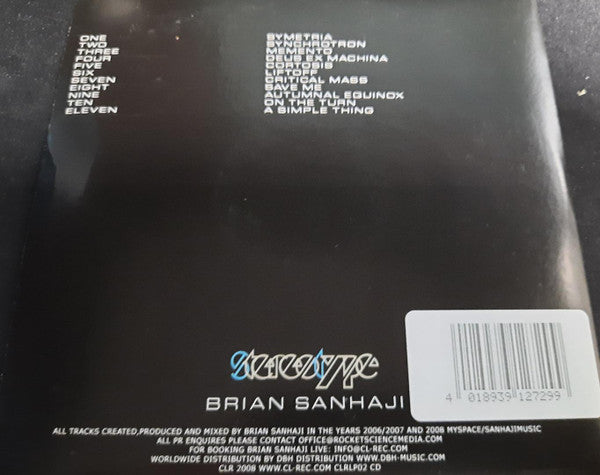 ONE SYMETRIA
TWO SYNCHROTRON
THREE MEMENTO
FOUR DEUS EX MACHINA
FIVE CORTOSIS
SIX LIFTOFF
SEVEN CRITICAL MASS
EIGHT SAVE ME
NINE AUTUMNAL EQUINOX
TEN ON THE TURN
ELEVEN A SIMPLE THING
stereotype
BRIAN SANHAJI
4 018939 127299
ALL TRACKS CREATED,PRODUCED AND MIXED BY BRIAN SANHAJI IN THE YEARS 2006/2007 AND 2008 MYSPACE/SANHAJIMUSIC
ALL PR ENQUIRES PLEASE CONTACT OFFICE@ROCKETSCIENCEMEDIA.COM
FOR BOOKING BRIAN SANHAJI LIVE: INFO@CL-REC.COM
WORLDWIDE DISTRIBUTION BY DBH DISTRIBUTION WWW.DBH-MUSIC.COM
CLR 2008 WWW.CL-REC.COM CLRLP02 CD